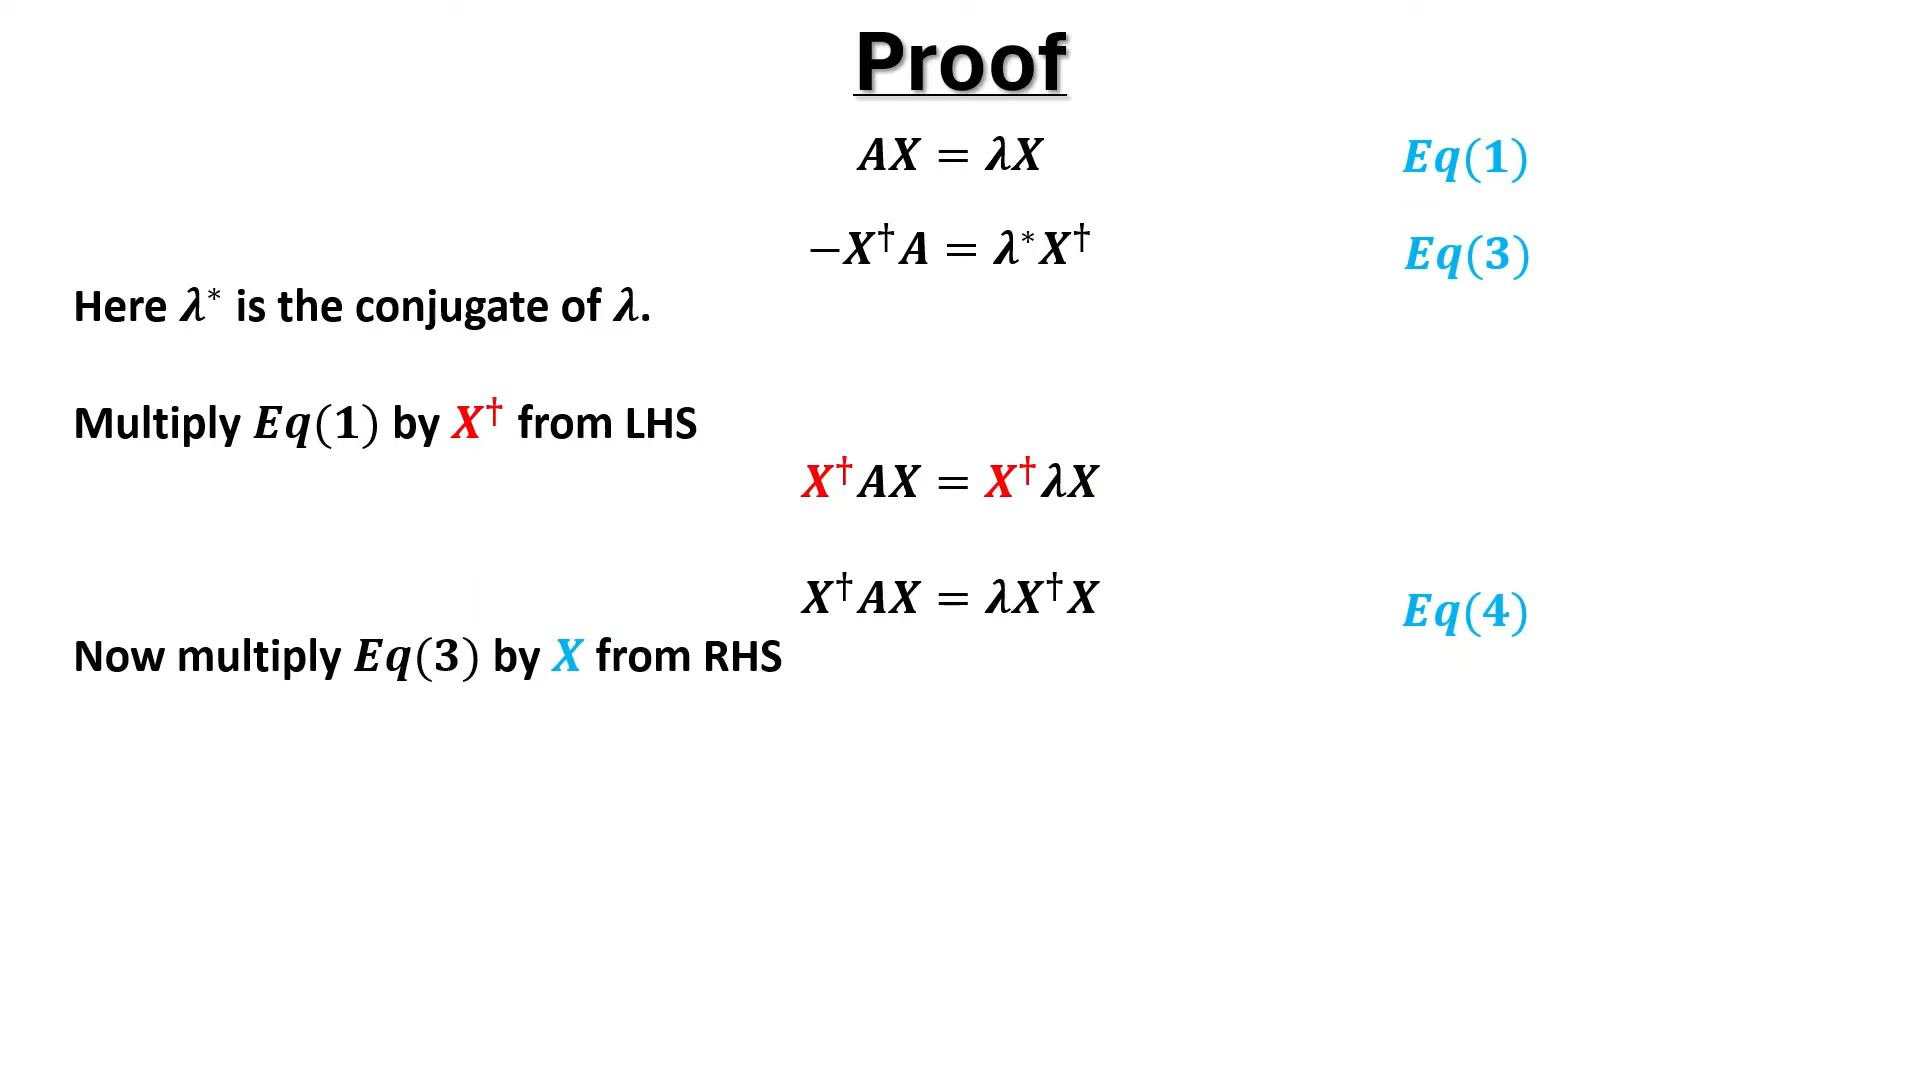 Proof
AX = λX Eq(1)
−X†A = λ*X† Eq(3)
Here λ* is the conjugate of λ.
Multiply Eq(1) by X† from LHS
X†AX = X†λX
X†AX = λX†X Eq(4)
Now multiply Eq(3) by X from RHS